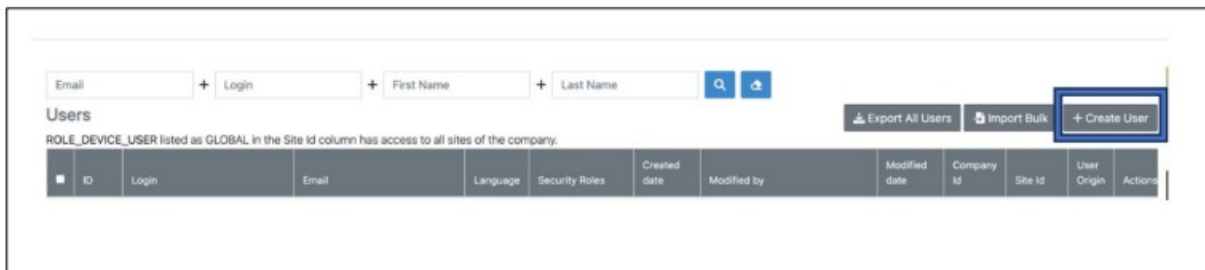 Email + Login + First Name + Last Name
Users
Export All Users Import Bulk + Create User
ROLE_DEVICE_USER listed as GLOBAL in the Site Id column has access to all sites of the company.
ID Login Email Language Security Roles Created date Modified by Modified date Company Id Site Id User Origin Actions